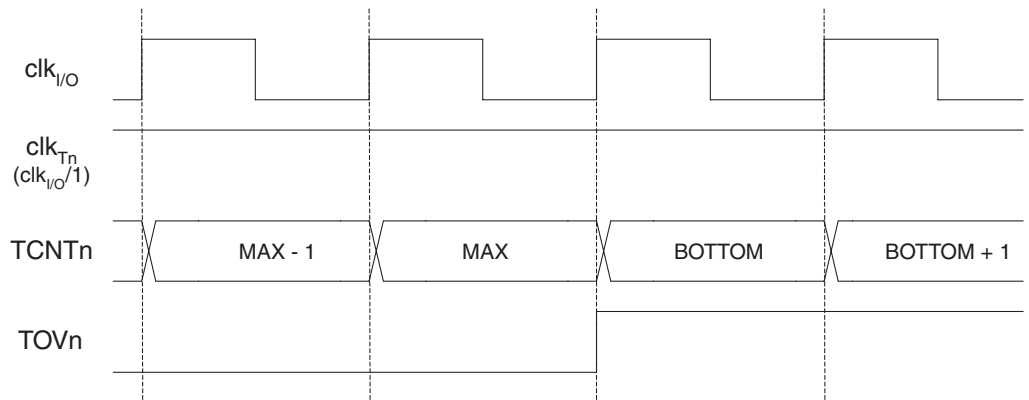 clkI/O
clkTn
(clkI/O/1)
TCNTn MAX - 1 MAX BOTTOM BOTTOM + 1
TOVn